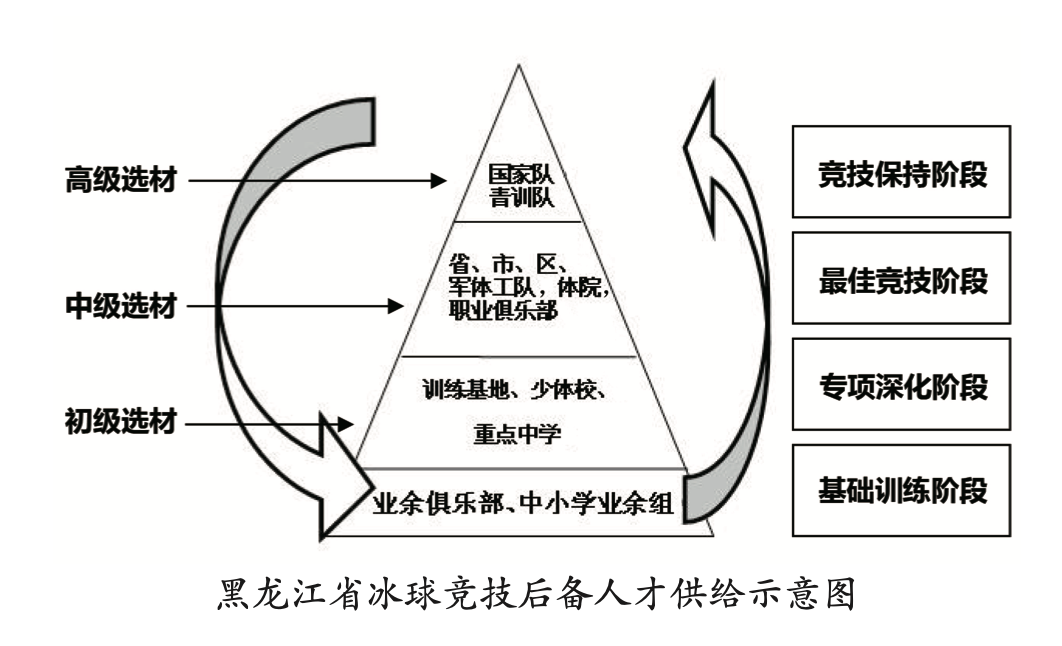 高级选材
中级选材
初级选材
国家队
青训队
省、市、区、
军体工队，体院，
职业俱乐部
训练基地、少体校、
重点中学
业余俱乐部、中小学业余组
竞技保持阶段
最佳竞技阶段
专项深化阶段
基础训练阶段
黑龙江省冰球竞技后备人才供给示意图